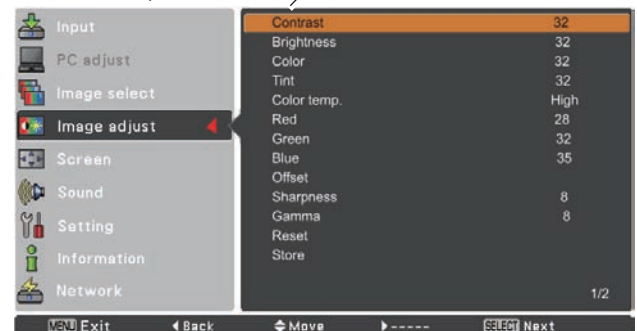 Input
PC adjust
Image select
Image adjust
Screen
Sound
Setting
Information
Network
Contrast 32
Brightness 32
Color 32
Tint 32
Color temp. High
Red 28
Green 32
Blue 35
Offset
Sharpness 8
Gamma 8
Reset
Store
1/2
MENU Exit ◀Back ◆Move ▶----- SELECT Next